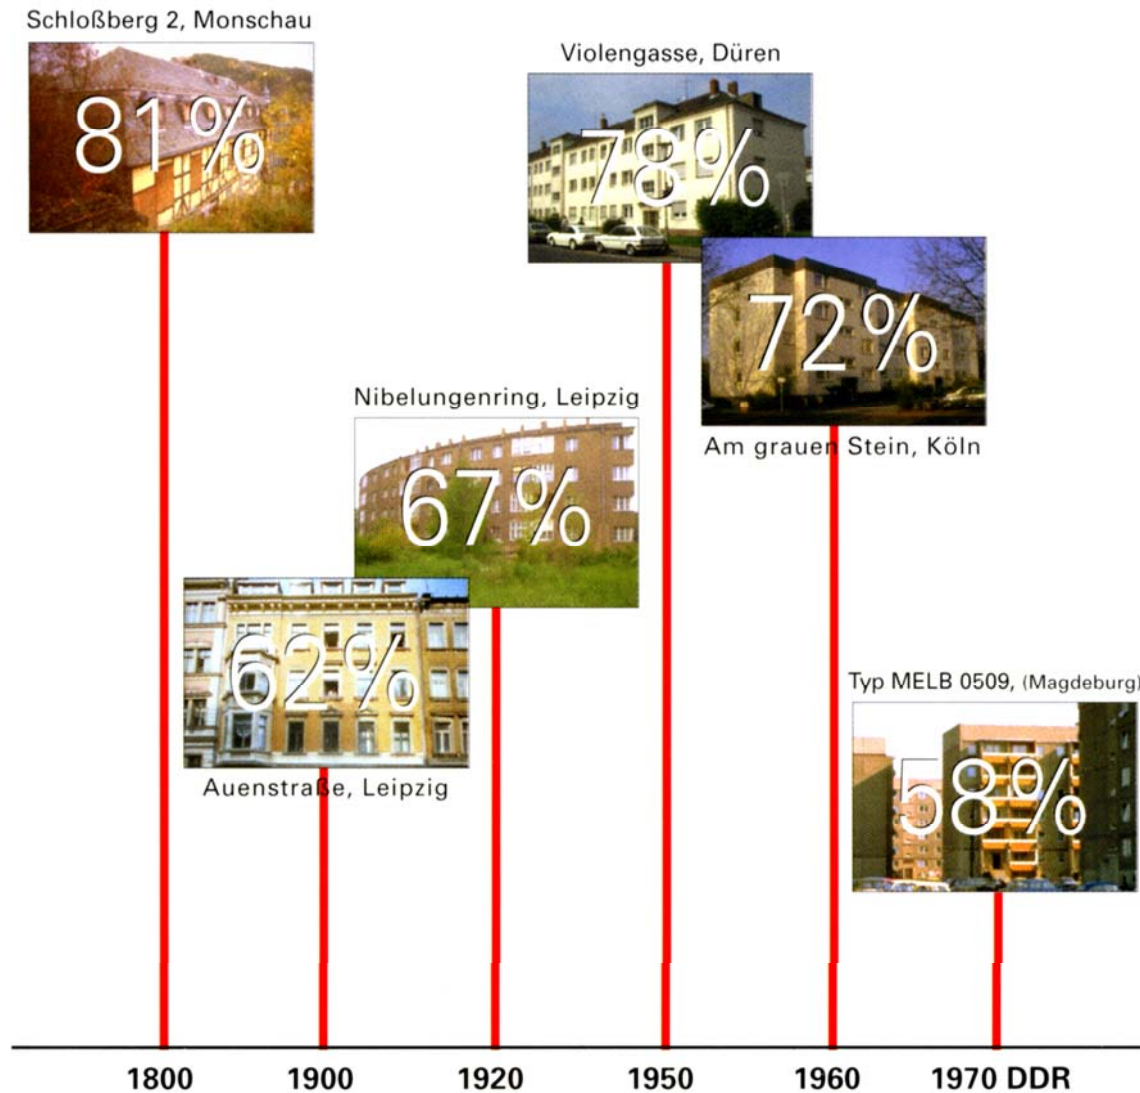 Schloßberg 2, Monschau
81%
Violengasse, Düren
78%
72%
Am grauen Stein, Köln
Nibelungenring, Leipzig
67%
62%
Auenstraße, Leipzig
Typ MELB 0509, (Magdeburg)
58%
1800 1900 1920 1950 1960 1970 DDR